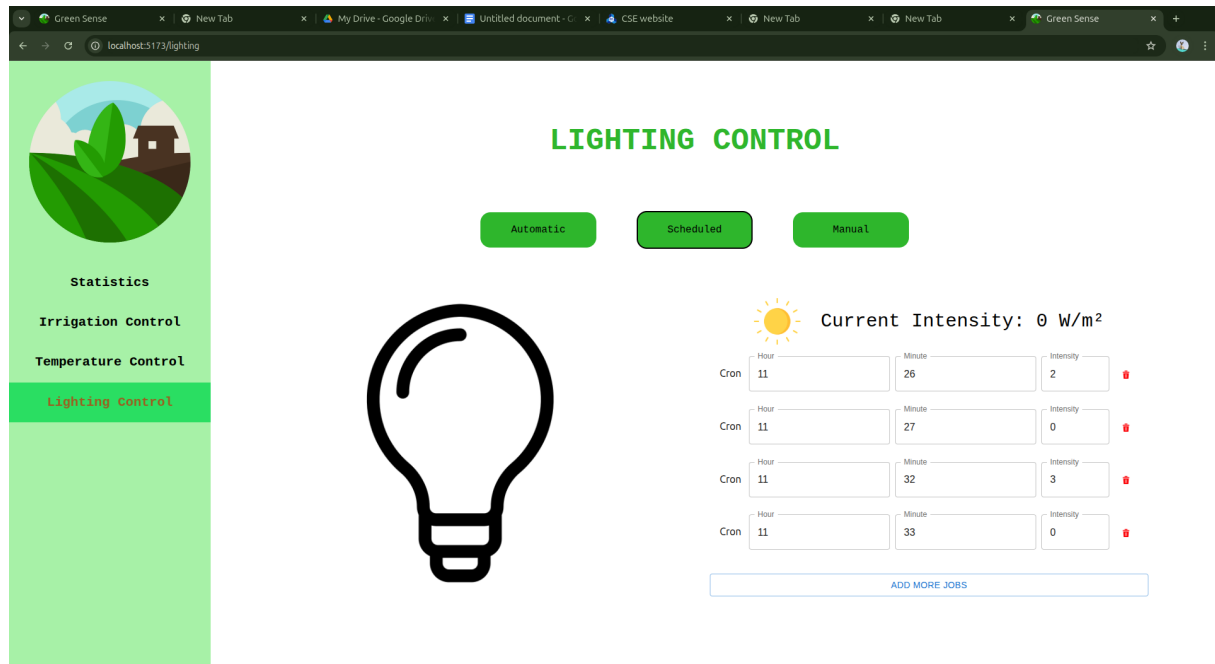 Green Sense
New Tab
My Drive - Google Driv
Untitled document - G
CSE website
New Tab
New Tab
Green Sense
localhost:5173/lighting
LIGHTING CONTROL
Automatic
Scheduled
Manual
Statistics
Irrigation Control
Temperature Control
Lighting Control
Current Intensity: 0 W/m²
Hour Minute Intensity
Cron 11 26 2
Hour Minute Intensity
Cron 11 27 0
Hour Minute Intensity
Cron 11 32 3
Hour Minute Intensity
Cron 11 33 0
ADD MORE JOBS